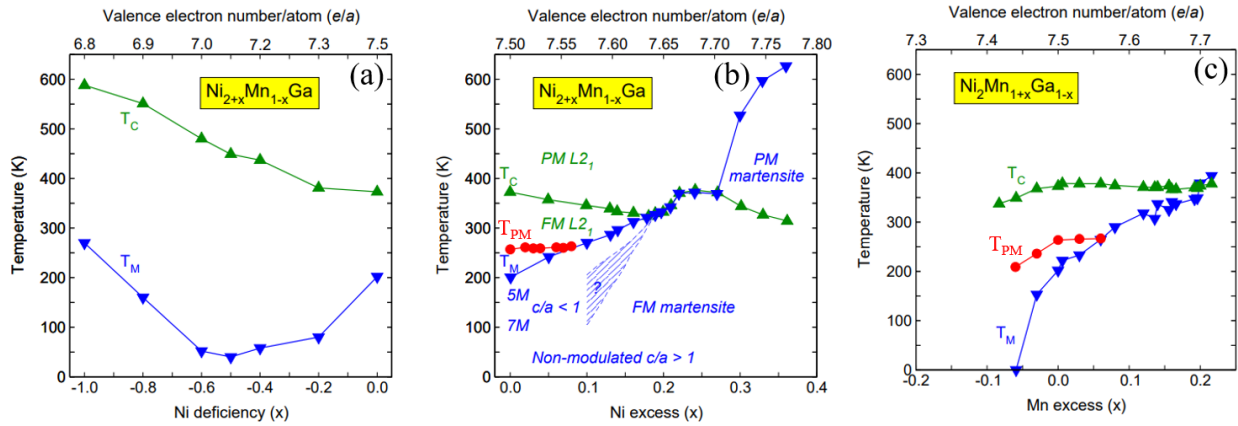 Valence electron number/atom (e/a)
6.8 6.9 7.0 7.2 7.3 7.5
(a)
Ni2+xMn1-xGa
TC
TM
Temperature (K)
600
500
400
300
200
100
0
-1.0 -0.8 -0.6 -0.4 -0.2 0.0
Ni deficiency (x)
Valence electron number/atom (e/a)
7.50 7.55 7.60 7.65 7.70 7.75 7.80
(b)
Ni2+xMn1-xGa
PM L21
PM
martensite
TC
FM L21
TPM
TM
5M
c/a < 1
?
FM martensite
7M
Non-modulated c/a > 1
Temperature (K)
600
500
400
300
200
100
0
0.0 0.1 0.2 0.3 0.4
Ni excess (x)
Valence electron number/atom (e/a)
7.3 7.4 7.5 7.6 7.7
(c)
Ni2Mn1+xGa1-x
TC
TPM
TM
Temperature (K)
600
500
400
300
200
100
0
-0.2 -0.1 0.0 0.1 0.2
Mn excess (x)